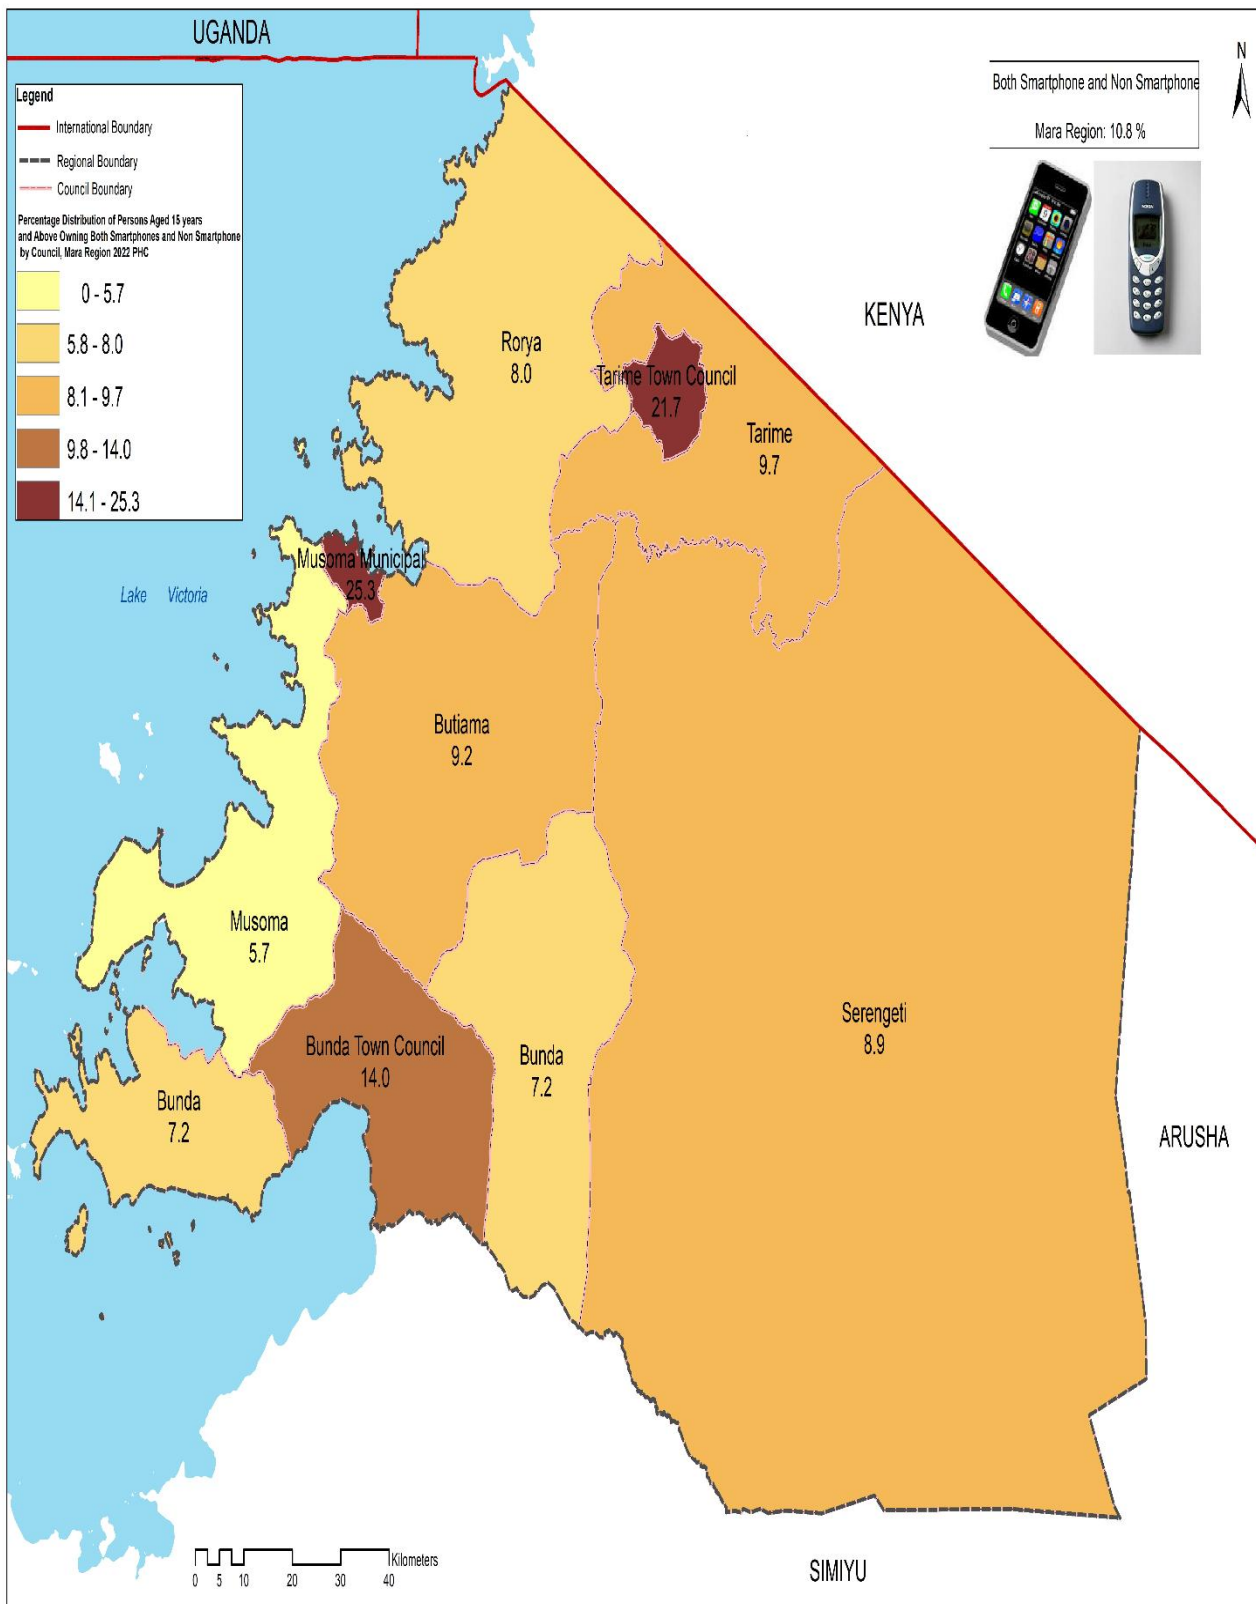 UGANDA
N
Legend
International Boundary
Regional Boundary
Council Boundary
Percentage Distribution of Persons Aged 15 years
and Above Owning Both Smartphones and Non Smartphone
by Council, Mara Region 2022 PHC
0 - 5.7
5.8 - 8.0
8.1 - 9.7
9.8 - 14.0
14.1 - 25.3
Both Smartphone and Non Smartphone
Mara Region: 10.8 %
KENYA
Rorya
8.0
Tarime Town Council
21.7
Tarime
9.7
Musoma Municipal
25.3
Lake Victoria
Butiama
9.2
Musoma
5.7
Serengeti
8.9
Bunda Town Council
14.0
Bunda
7.2
Bunda
7.2
ARUSHA
SIMIYU
Kilometers
0 5 10 20 30 40